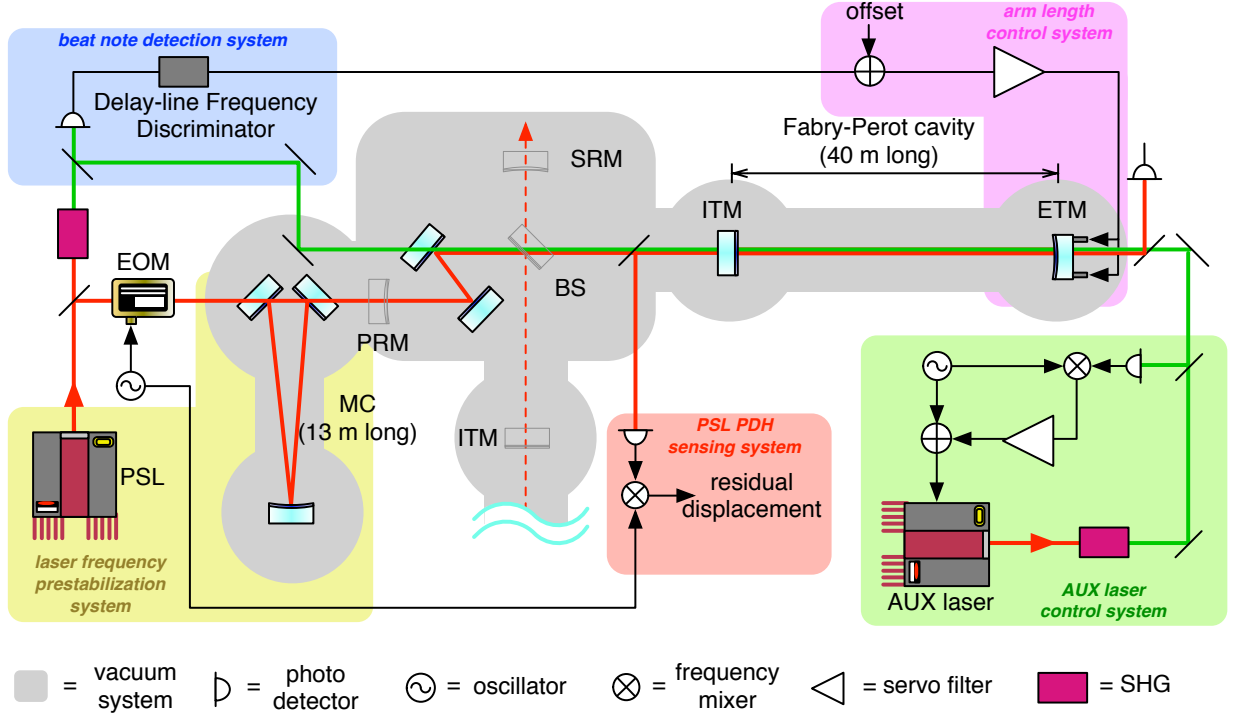 offset
arm length
control system
beat note detection system
Delay-line Frequency
Discriminator
Fabry-Perot cavity
(40 m long)
SRM
ITM
ETM
EOM
BS
PRM
MC
(13 m long)
ITM
PSL PDH
sensing system
PSL
residual
displacement
laser frequency
prestabilization
system
AUX laser
AUX laser
control system
= vacuum
system
= photo
detector
= oscillator
= frequency
mixer
= servo filter
= SHG